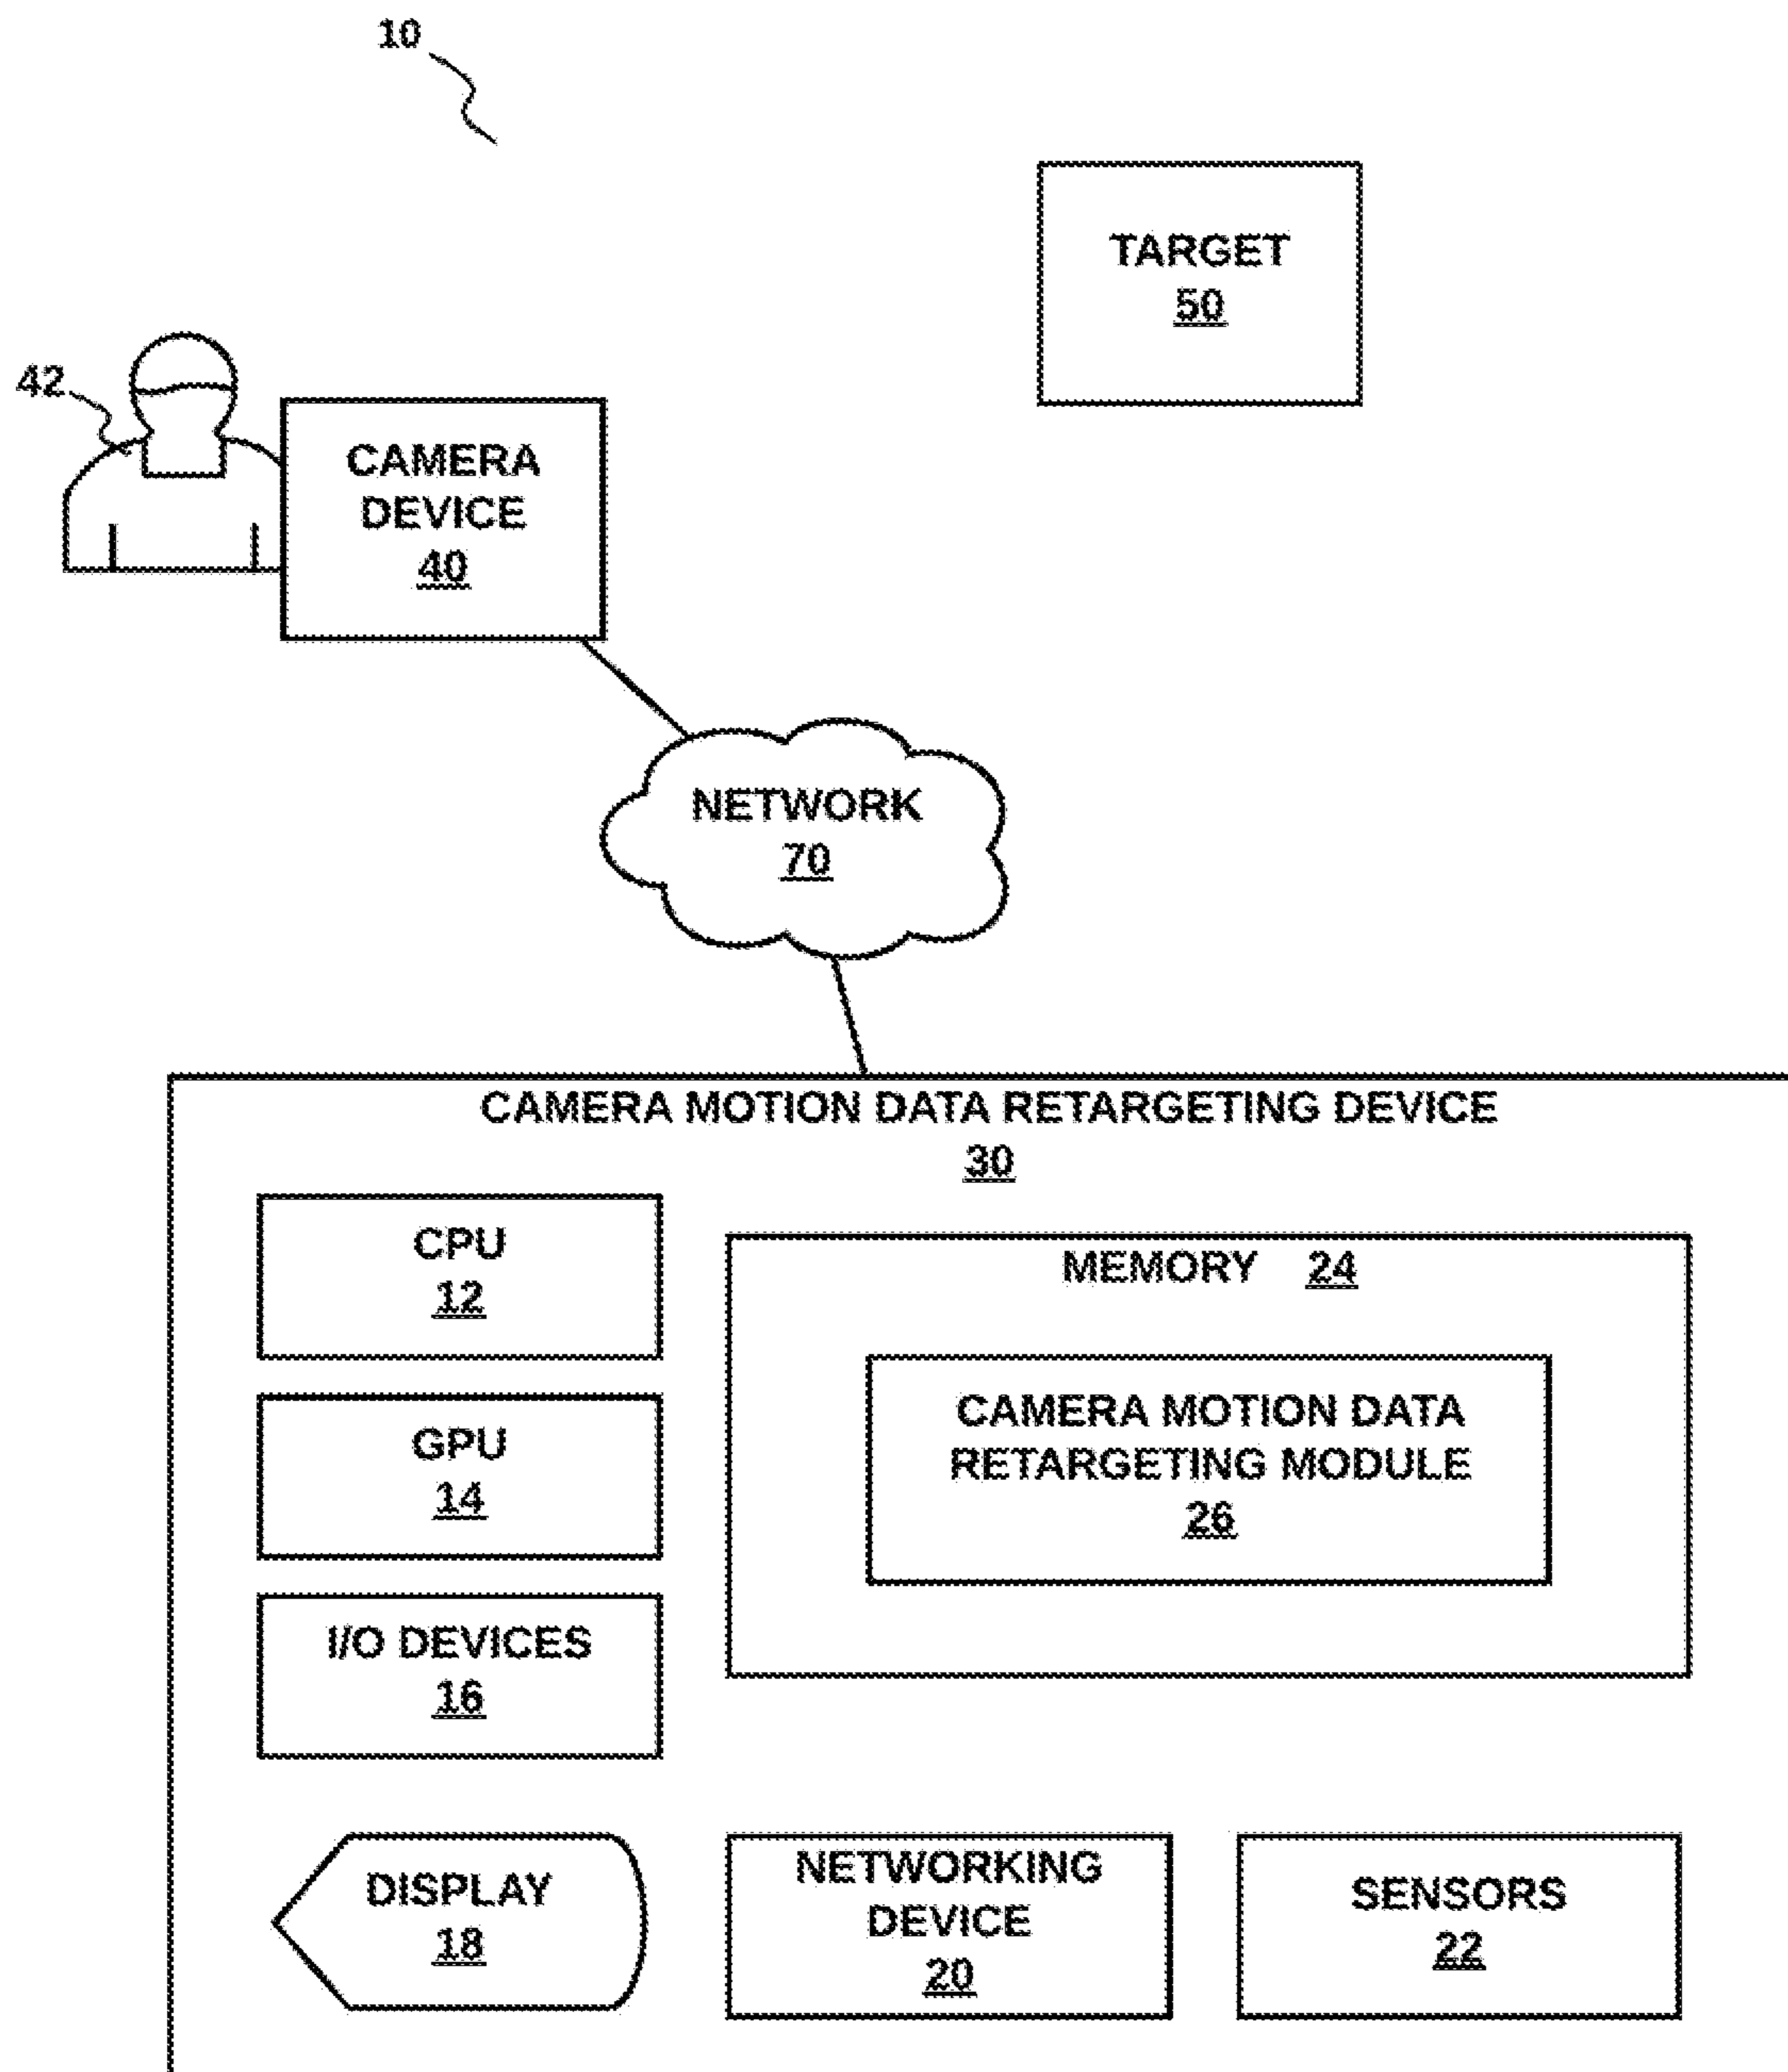 10
TARGET
50
42
CAMERA
DEVICE
40
NETWORK
70
CAMERA MOTION DATA RETARGETING DEVICE
30
CPU
12
MEMORY 24
CAMERA MOTION DATA
RETARGETING MODULE
26
GPU
14
I/O DEVICES
16
DISPLAY
18
NETWORKING
DEVICE
20
SENSORS
22